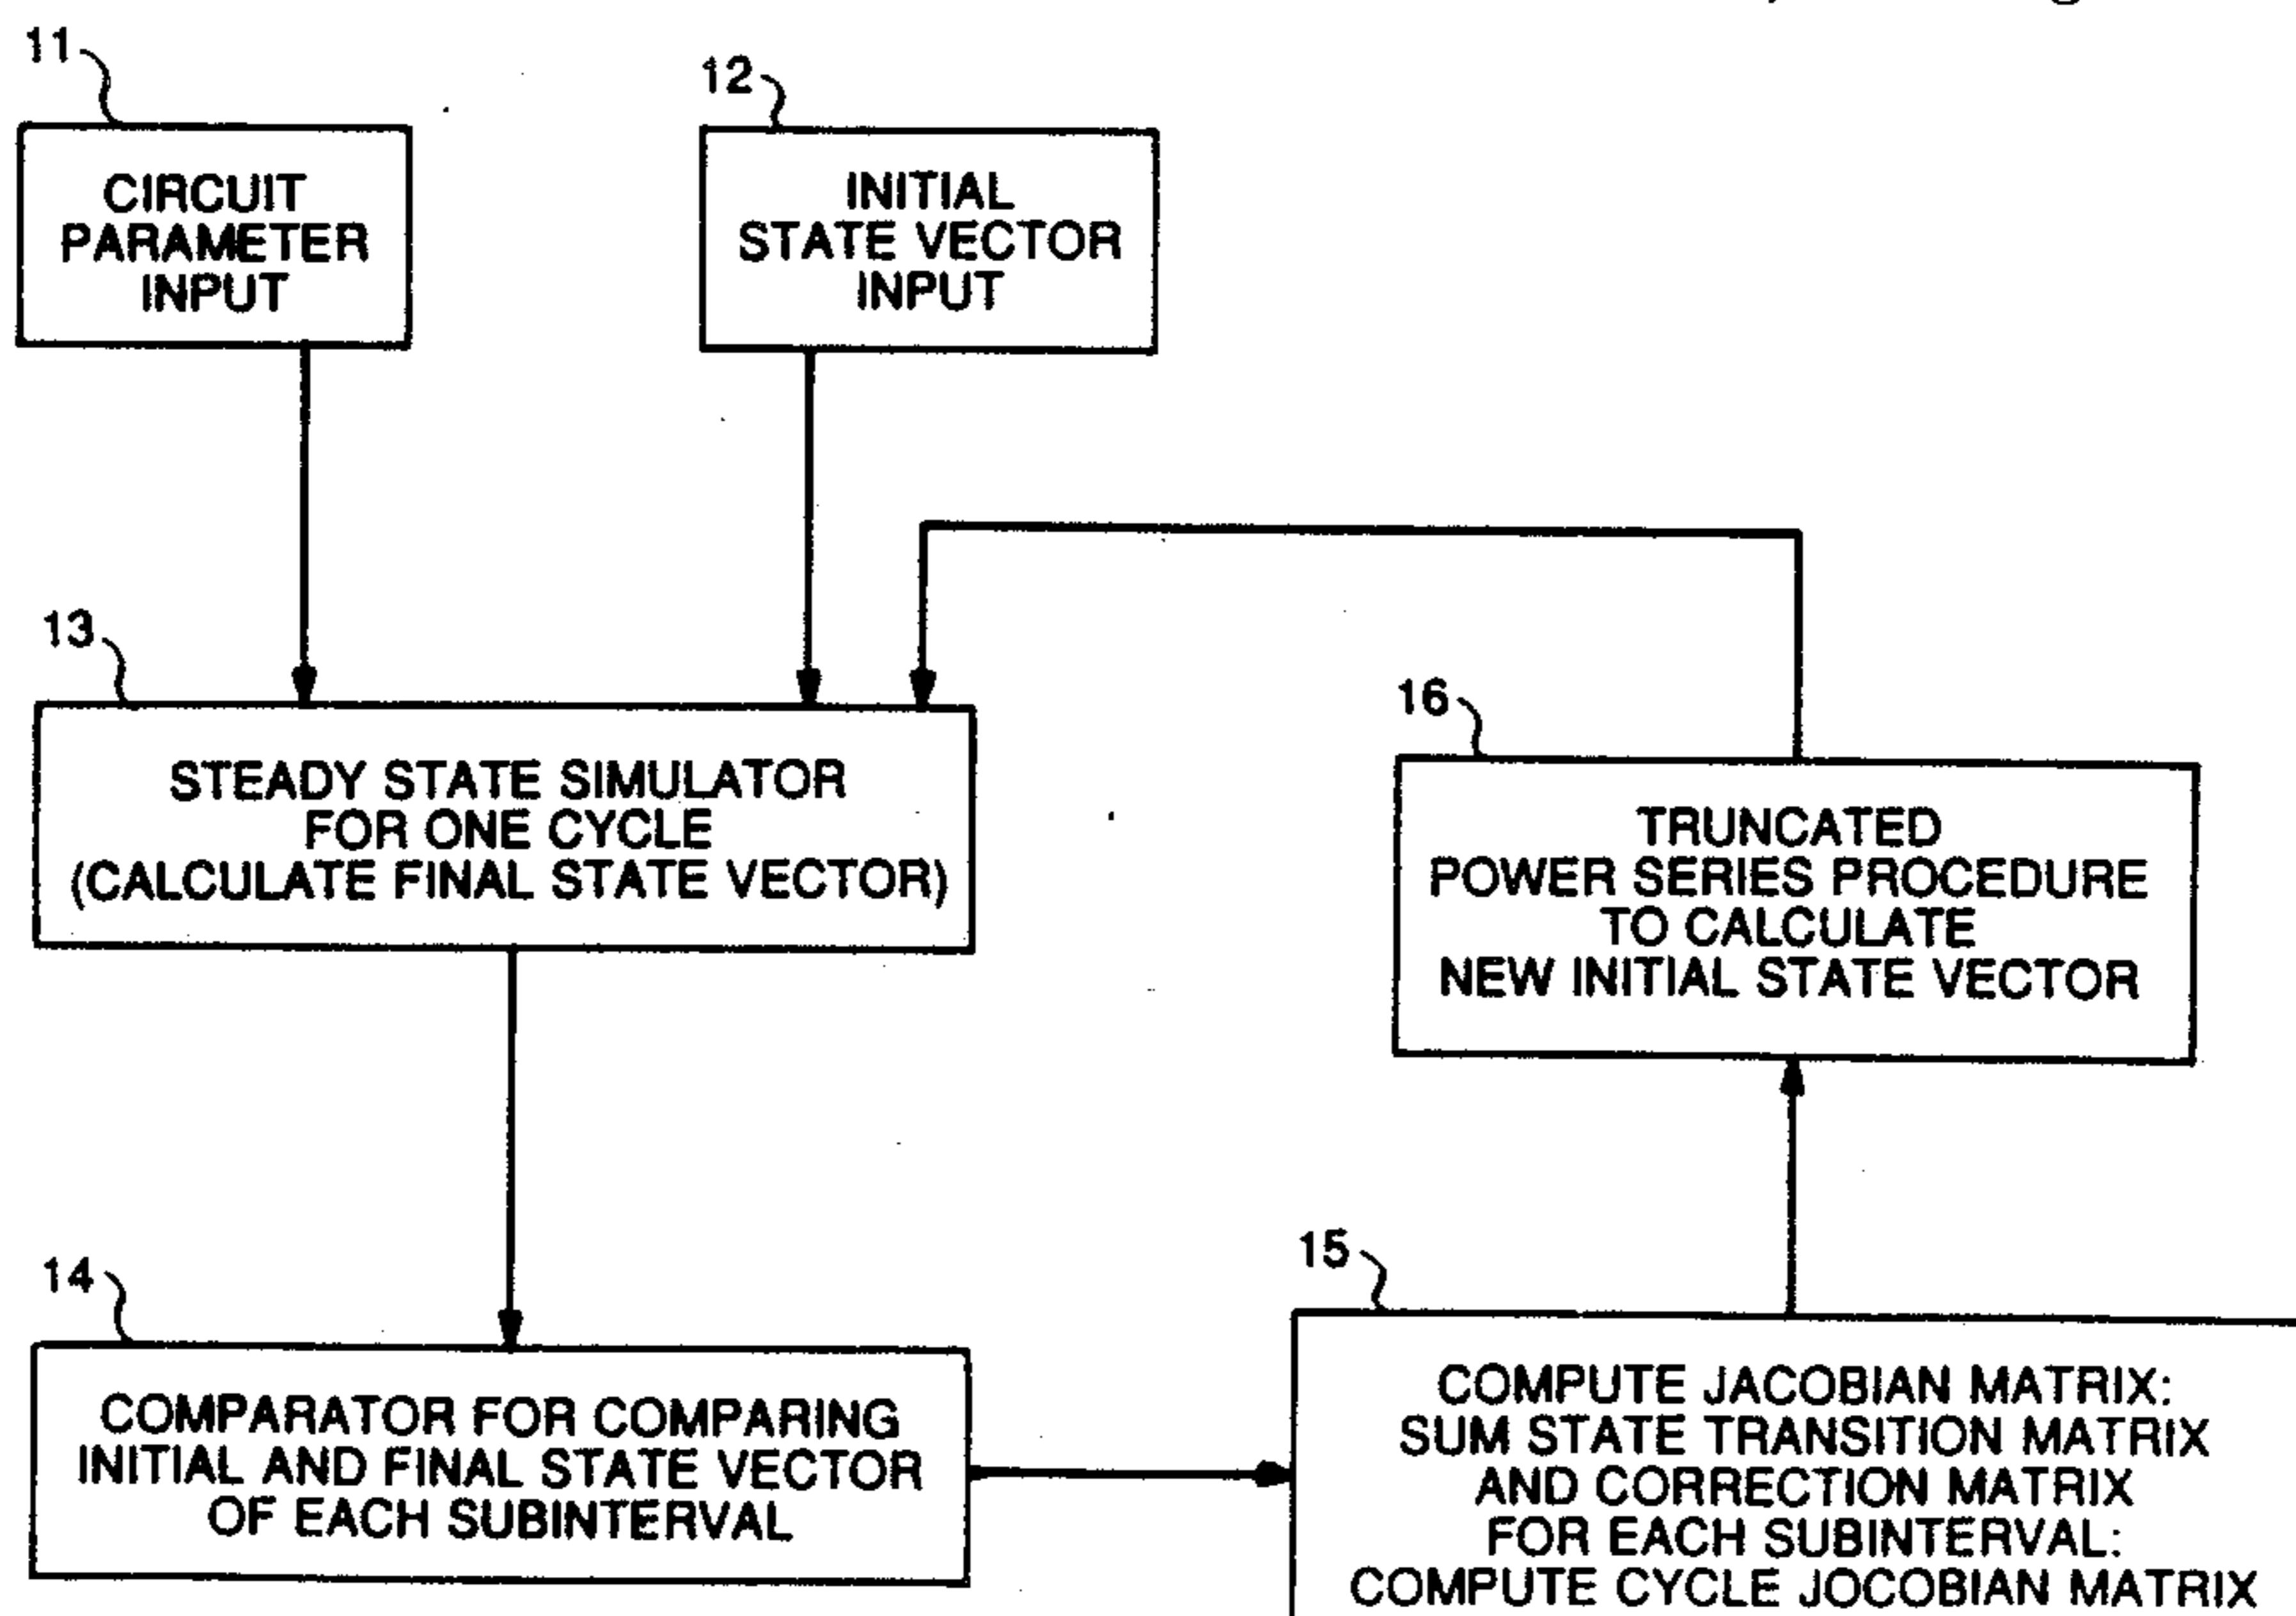 11
CIRCUIT
PARAMETER
INPUT
12
INITIAL
STATE VECTOR
INPUT
13
STEADY STATE SIMULATOR
FOR ONE CYCLE
(CALCULATE FINAL STATE VECTOR)
16
TRUNCATED
POWER SERIES PROCEDURE
TO CALCULATE
NEW INITIAL STATE VECTOR
14
COMPARATOR FOR COMPARING
INITIAL AND FINAL STATE VECTOR
OF EACH SUBINTERVAL
15
COMPUTE JACOBIAN MATRIX:
SUM STATE TRANSITION MATRIX
AND CORRECTION MATRIX
FOR EACH SUBINTERVAL:
COMPUTE CYCLE JOCOBIAN MATRIX